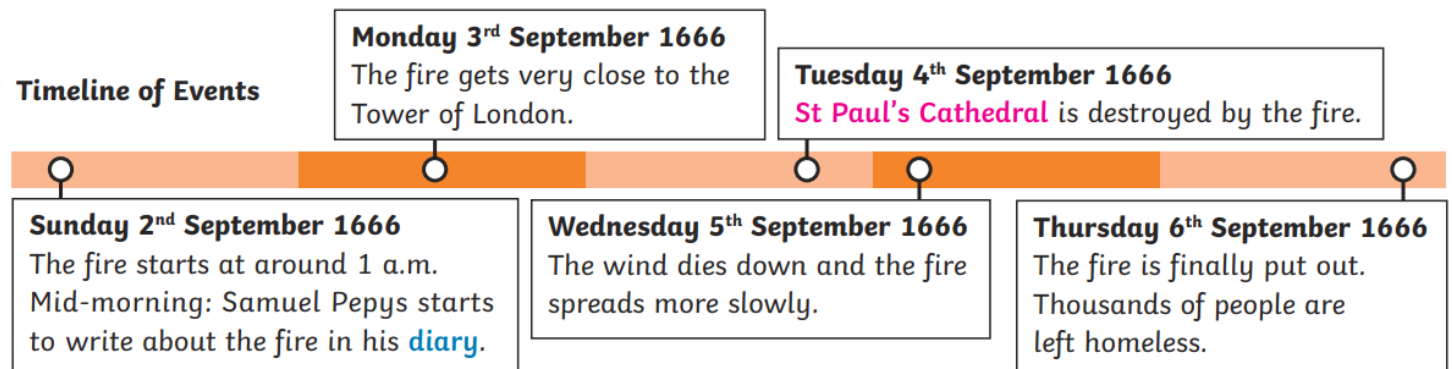 Timeline of Events
Sunday 2nd September 1666
The fire starts at around 1 a.m.
Mid-morning: Samuel Pepys starts
to write about the fire in his diary.
Monday 3rd September 1666
The fire gets very close to the
Tower of London.
Tuesday 4th September 1666
St Paul's Cathedral is destroyed by the fire.
Wednesday 5th September 1666
The wind dies down and the fire
spreads more slowly.
Thursday 6th September 1666
The fire is finally put out.
Thousands of people are
left homeless.